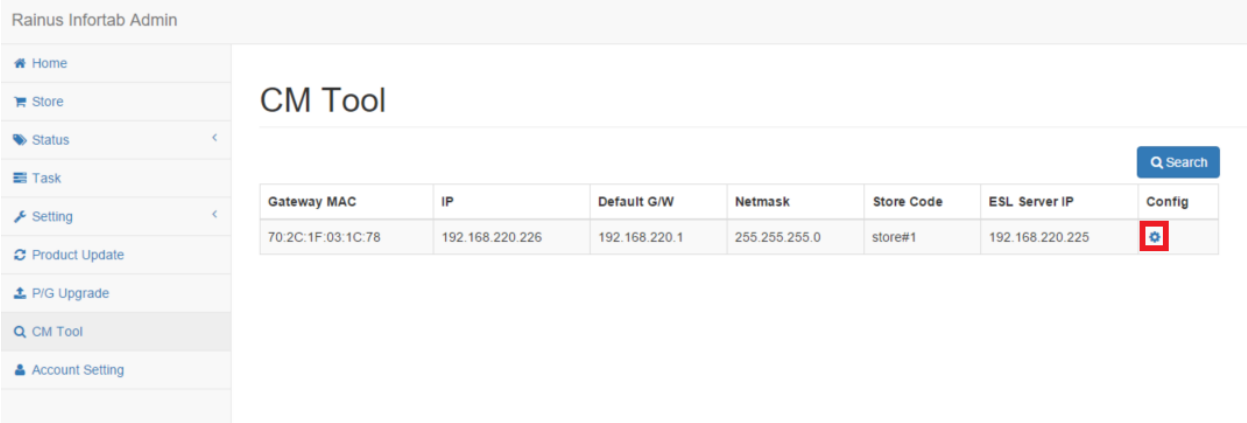 Rainus Infortab Admin
Home
Store
Status
Task
Setting
Product Update
P/G Upgrade
CM Tool
Account Setting
CM Tool
Search
Gateway MAC IP Default G/W Netmask Store Code ESL Server IP Config
70:2C:1F:03:1C:78 192.168.220.226 192.168.220.1 255.255.255.0 store#1 192.168.220.225